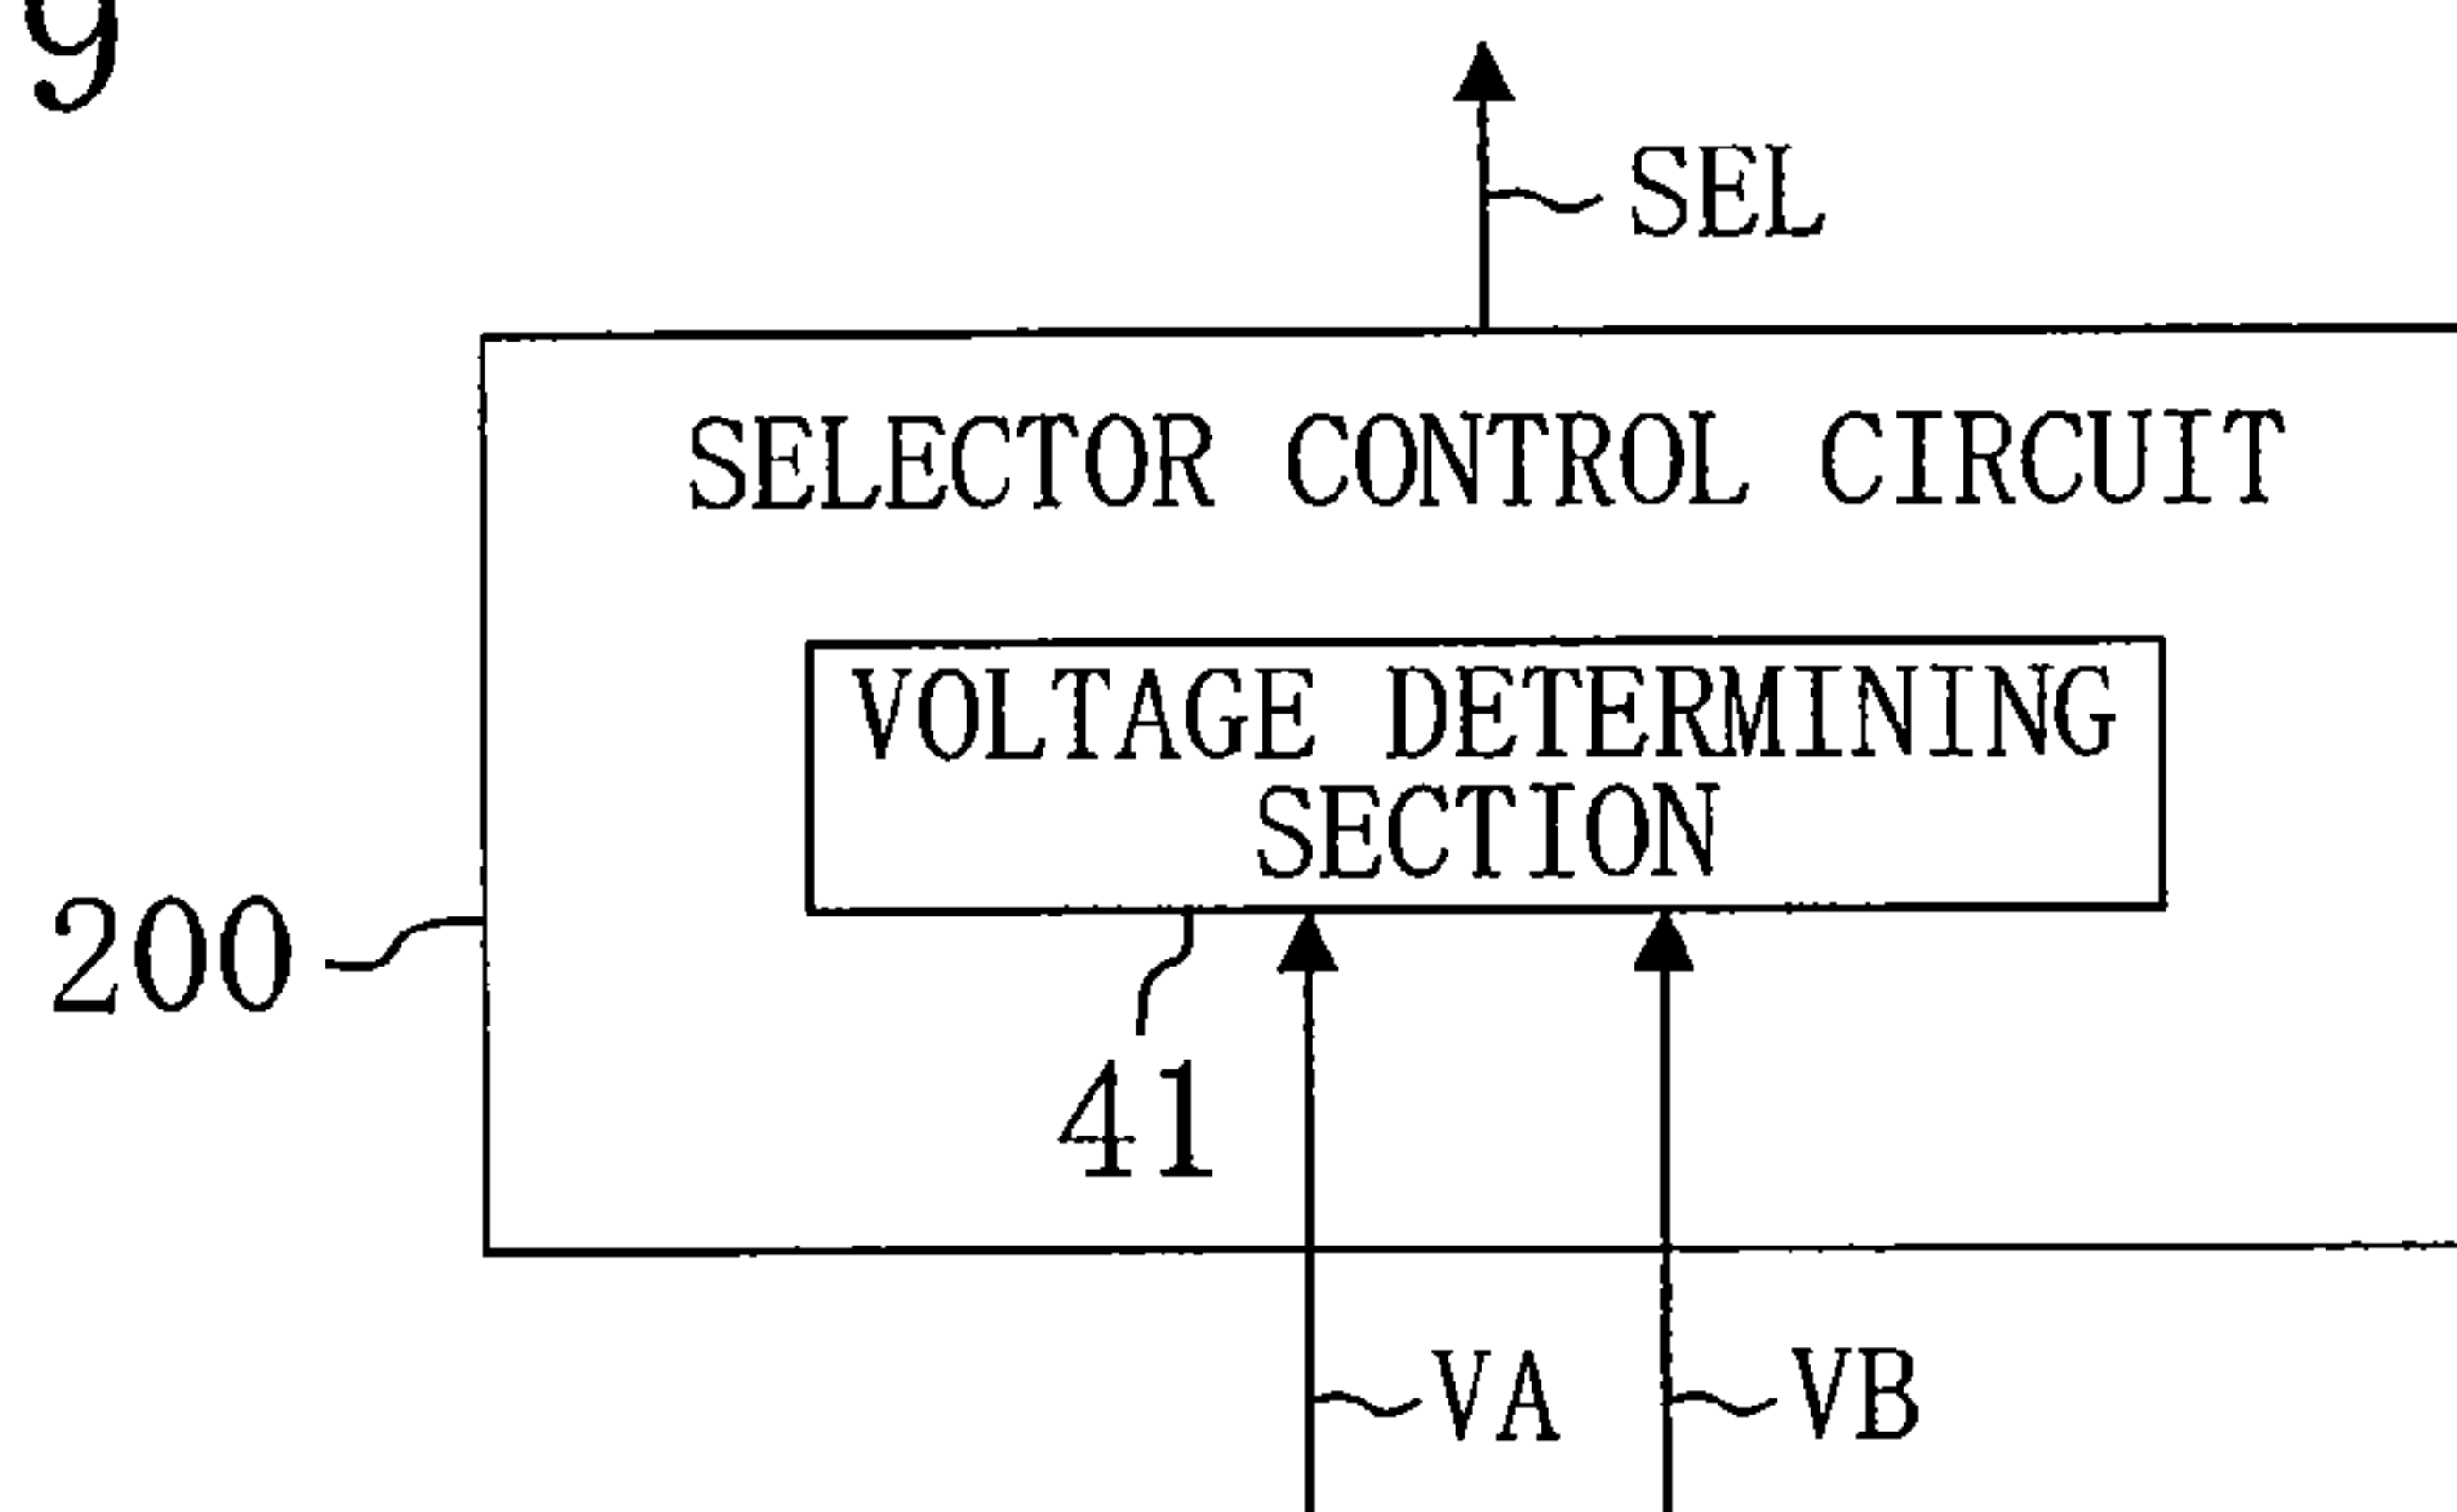 9
SEL
SELECTOR CONTROL CIRCUIT
VOLTAGE DETERMINING
SECTION
200
41
VA
VB